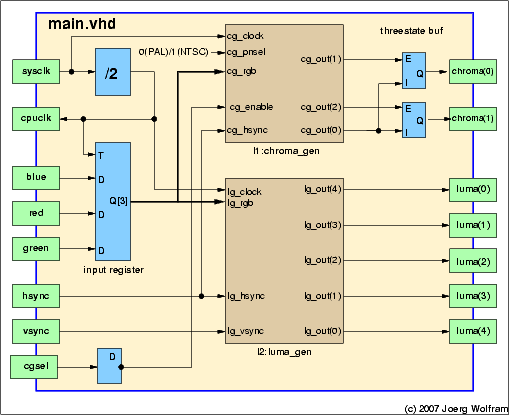 main.vhd
threestate buf
sysclk
/2
0(PAL)/1(NTSC)
cg_clock
cg_pnsel
cg_rgb
cg_enable
cg_hsync
cg_out(1)
cg_out(2)
cg_out(0)
I1:chroma_gen
E
Q
I
chroma(0)
E
Q
I
chroma(1)
cpuclk
T
blue
D
Q[3]
red
D
green
D
input register
lg_clock
lg_rgb
lg_hsync
lg_vsync
lg_out(4)
lg_out(3)
lg_out(2)
lg_out(1)
lg_out(0)
I2:luma_gen
luma(0)
luma(1)
luma(2)
luma(3)
luma(4)
hsync
vsync
cgsel
D
(c) 2007 Joerg Wolfram